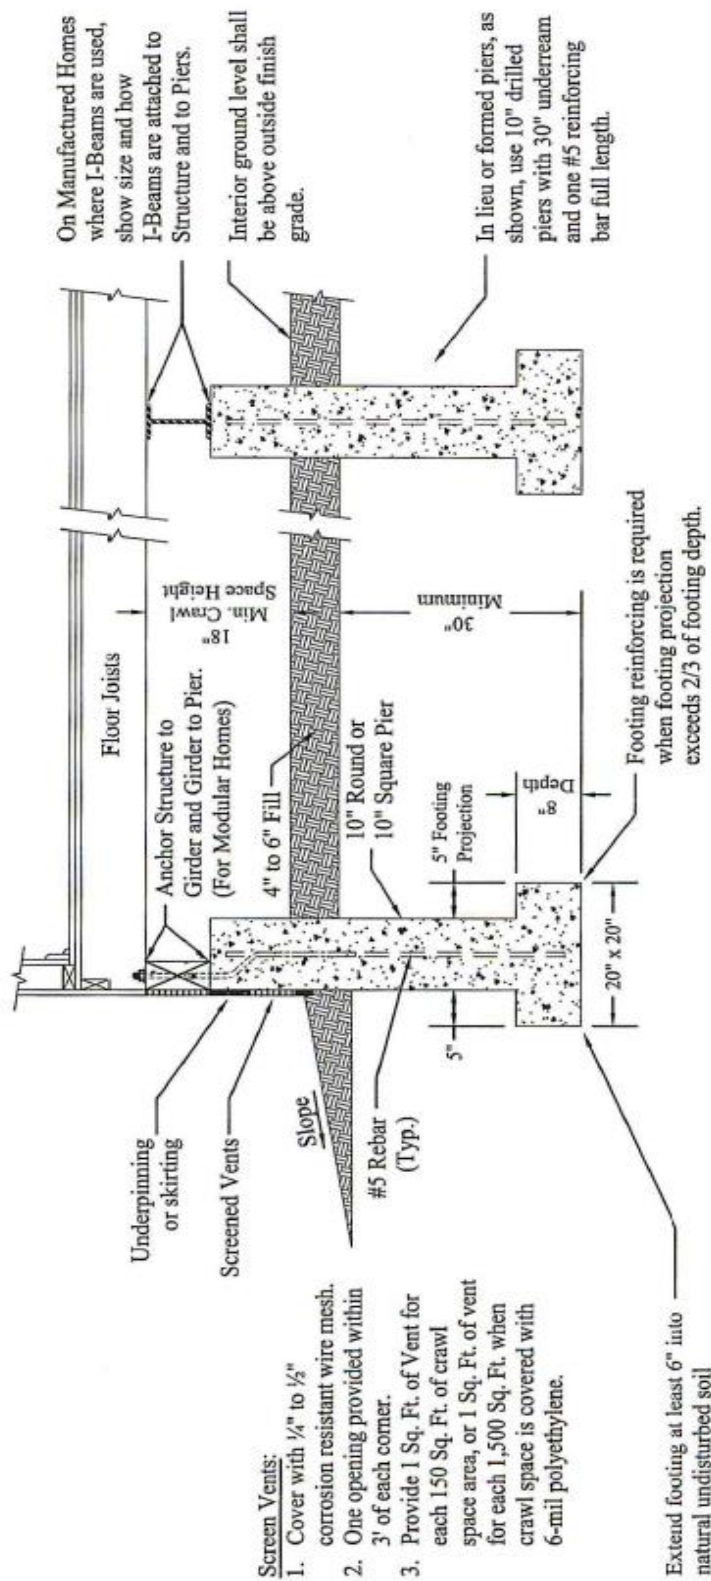 On Manufactured Homes
where I-Beams are used,
show size and how
I-Beams are attached to
Structure and to Piers.
Interior ground level shall
be above outside finish
grade.
In lieu or formed piers, as
shown, use 10" drilled
piers with 30" underream
and one #5 reinforcing
bar full length.
Floor Joists
18"
Min. Crawl
Space Height
Anchor Structure to
Girder and Girder to Pier.
(For Modular Homes)
4" to 6" Fill
30"
Minimum
10" Round or
10" Square Pier
5" Footing
Projection
8"
Depth
Footing reinforcing is required
when footing projection
exceeds 2/3 of footing depth.
Underpinning
or skirting
Screened Vents
Slope
#5 Rebar
(Typ.)
5"
20" x 20"
Screen Vents:
1. Cover with ¼" to ½"
corrosion resistant wire mesh.
2. One opening provided within
3' of each corner.
3. Provide 1 Sq. Ft. of Vent for
each 150 Sq. Ft. of crawl
space area, or 1 Sq. Ft. of vent
for each 1,500 Sq. Ft. when
crawl space is covered with
6-mil polyethylene.
Extend footing at least 6" into
natural undisturbed soil